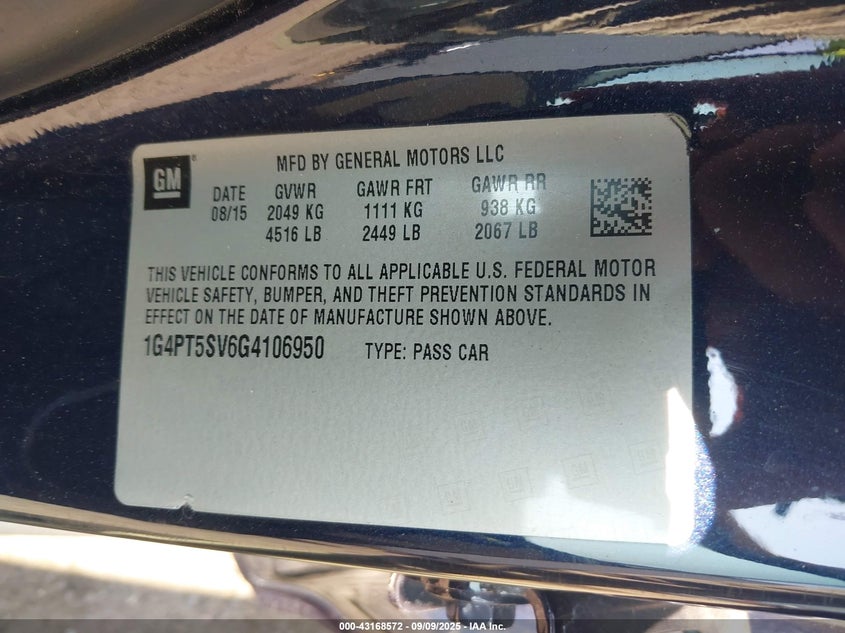 GM ®
MFD BY GENERAL MOTORS LLC
DATE GVWR GAWR FRT GAWR RR
08/15 2049 KG 1111 KG 938 KG
4516 LB 2449 LB 2067 LB
THIS VEHICLE CONFORMS TO ALL APPLICABLE U.S. FEDERAL MOTOR
VEHICLE SAFETY, BUMPER, AND THEFT PREVENTION STANDARDS IN
EFFECT ON THE DATE OF MANUFACTURE SHOWN ABOVE.
1G4PT5SV6G4106950 TYPE: PASS CAR
000-43168572 - 09/09/2025 - IAA Inc.